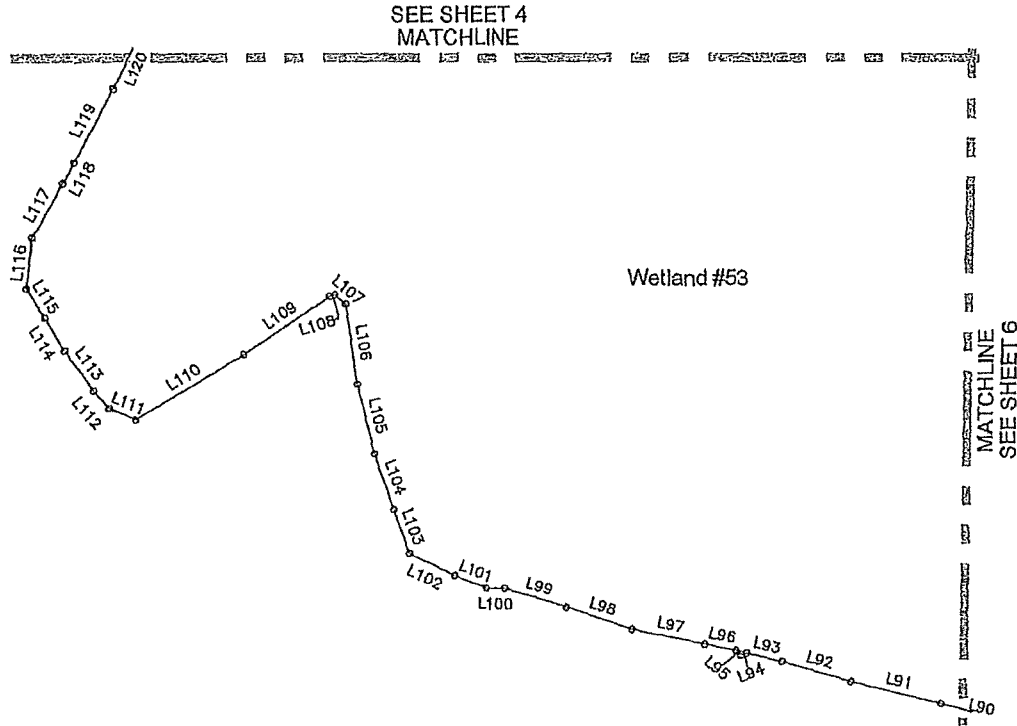 SEE SHEET 4
MATCHLINE
L120
L119
L118
L117
L116
L115
L114
L113
L112
L111
L110
L109
L108
L107
L106
L105
L104
L103
L102
L101
L100
L99
L98
L97
L96
L95
L94
L93
L92
L91
L90
Wetland #53
MATCHLINE
SEE SHEET 6